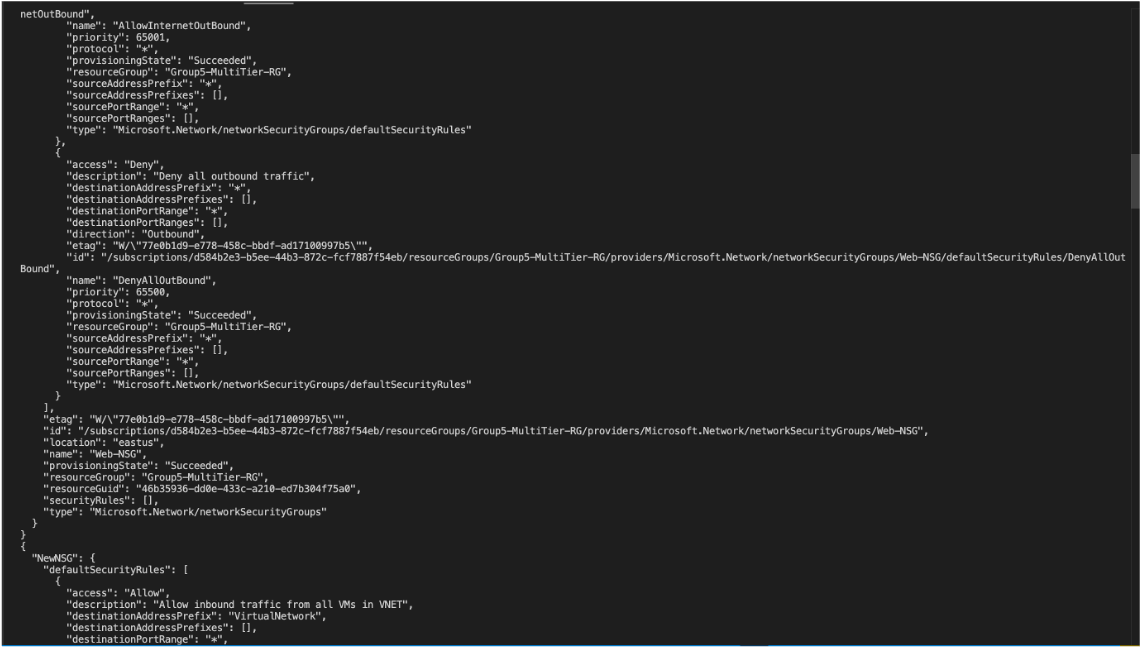 netOutBound",
"name": "AllowInternetOutBound",
"priority": 65001,
"protocol": "*",
"provisioningState": "Succeeded",
"resourceGroup": "Group5-MultiTier-RG",
"sourceAddressPrefix": "*",
"sourceAddressPrefixes": [],
"sourcePortRange": "*",
"sourcePortRanges": [],
"type": "Microsoft.Network/networkSecurityGroups/defaultSecurityRules"
},
{
"access": "Deny",
"description": "Deny all outbound traffic",
"destinationAddressPrefix": "*",
"destinationAddressPrefixes": [],
"destinationPortRange": "*",
"destinationPortRanges": [],
"direction": "Outbound",
"etag": "W/\"77e0b1d9-e778-458c-bbdf-ad17100997b5\"",
"id": "/subscriptions/d584b2e3-b5ee-44b3-872c-fcf7887f54eb/resourceGroups/Group5-MultiTier-RG/providers/Microsoft.Network/networkSecurityGroups/Web-NSG/defaultSecurityRules/DenyAllOut
Bound",
"name": "DenyAllOutBound",
"priority": 65500,
"protocol": "*",
"provisioningState": "Succeeded",
"resourceGroup": "Group5-MultiTier-RG",
"sourceAddressPrefix": "*",
"sourceAddressPrefixes": [],
"sourcePortRange": "*",
"sourcePortRanges": [],
"type": "Microsoft.Network/networkSecurityGroups/defaultSecurityRules"
}
],
"etag": "W/\"77e0b1d9-e778-458c-bbdf-ad17100997b5\"",
"id": "/subscriptions/d584b2e3-b5ee-44b3-872c-fcf7887f54eb/resourceGroups/Group5-MultiTier-RG/providers/Microsoft.Network/networkSecurityGroups/Web-NSG",
"location": "eastus",
"name": "Web-NSG",
"provisioningState": "Succeeded",
"resourceGroup": "Group5-MultiTier-RG",
"resourceGuid": "46b35936-dd0e-433c-a210-ed7b304f75a0",
"securityRules": [],
"type": "Microsoft.Network/networkSecurityGroups"
}
}
{
"NewNSG": {
"defaultSecurityRules": [
{
"access": "Allow",
"description": "Allow inbound traffic from all VMs in VNET",
"destinationAddressPrefix": "VirtualNetwork",
"destinationAddressPrefixes": [],
"destinationPortRange": "*",